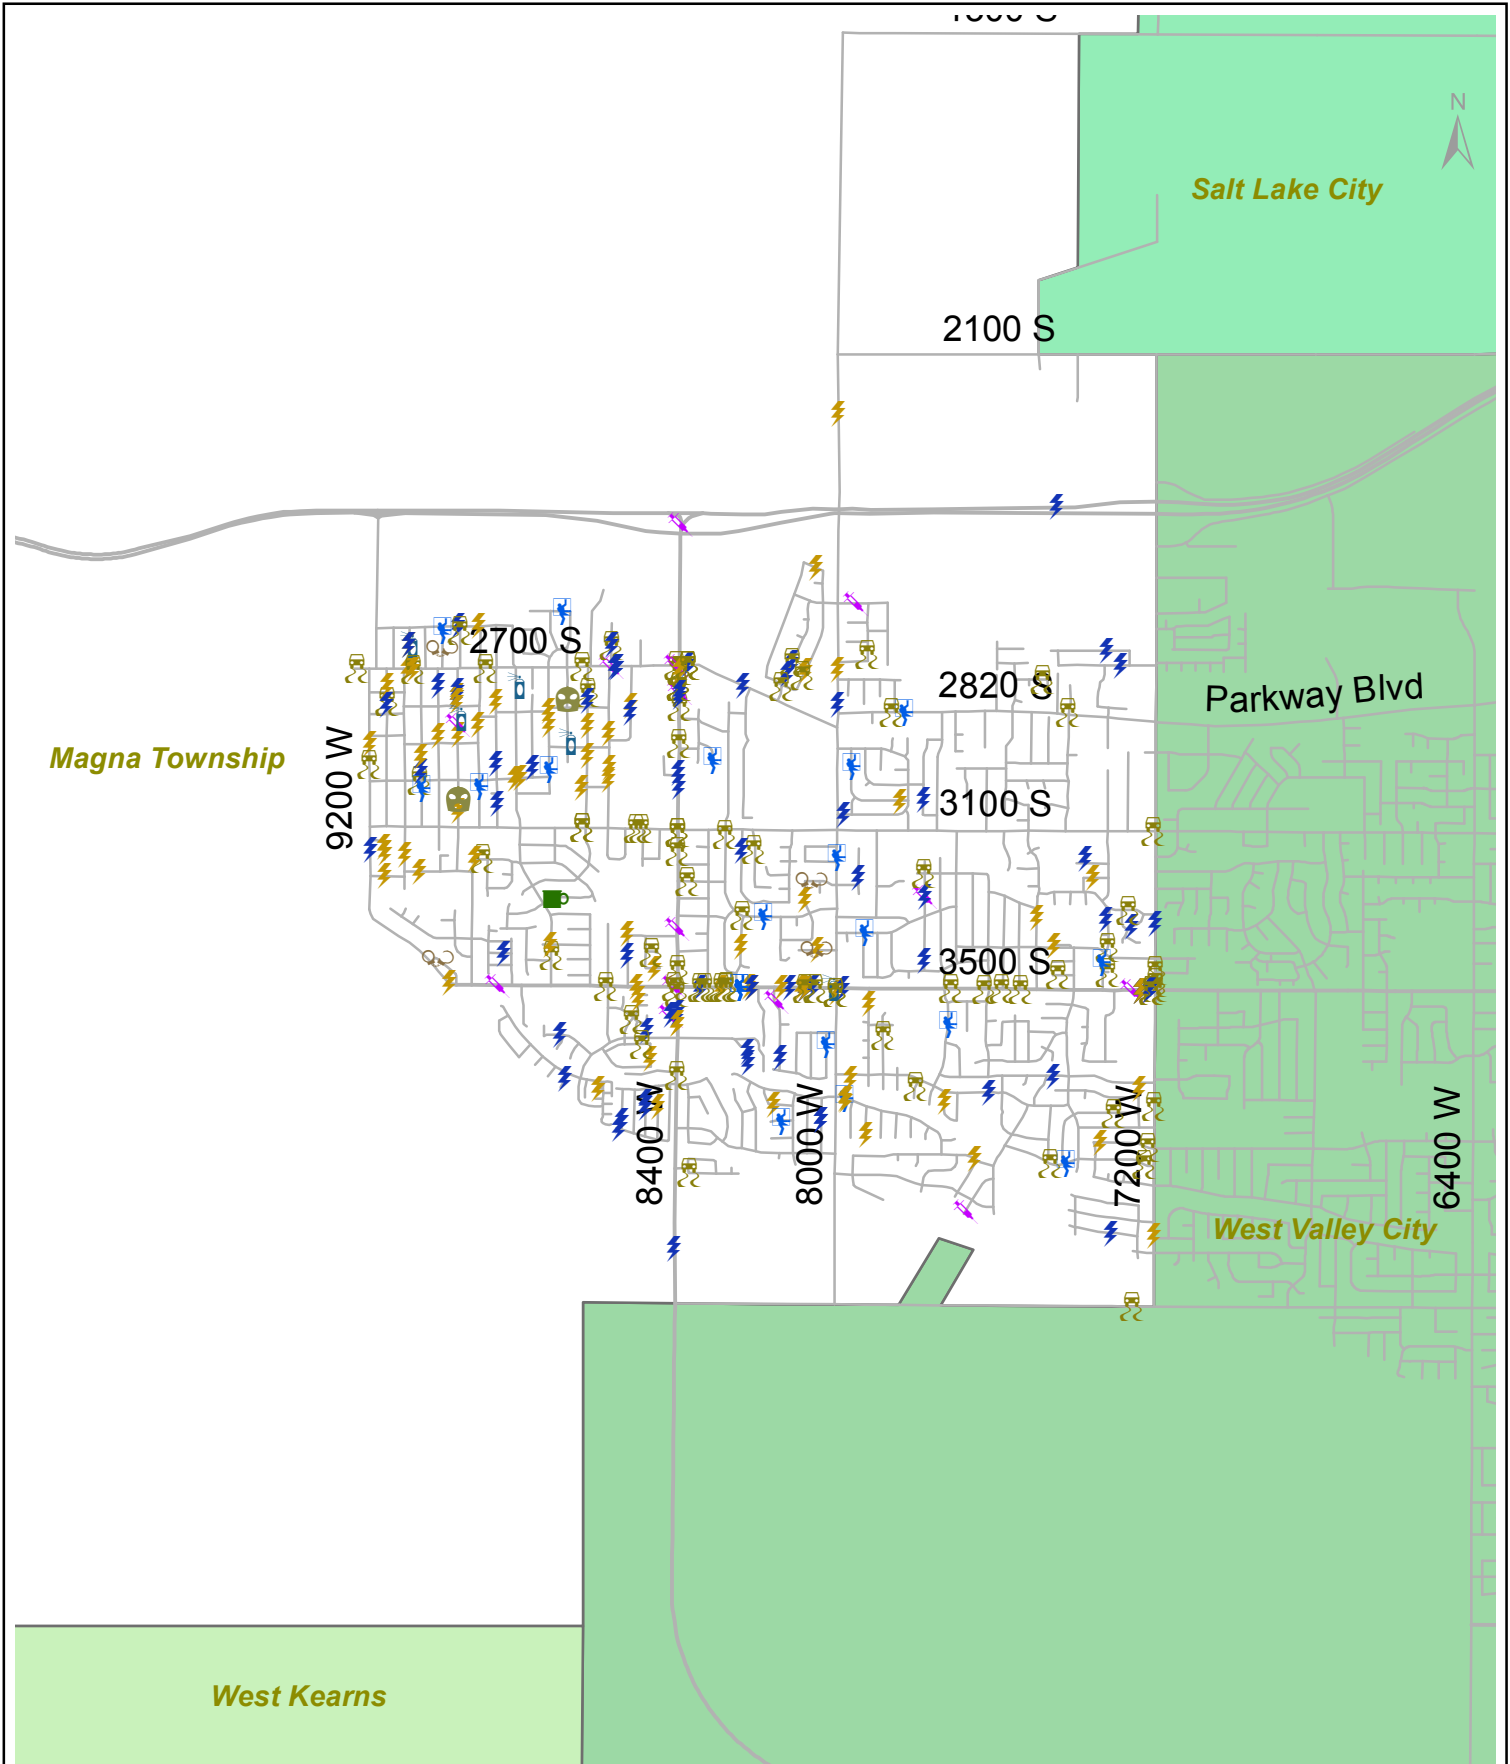 N
Salt Lake City
2100 S
2700 S
2820 S
Parkway Blvd
Magna Township
9200 W
3100 S
3500 S
8400 W
8000 W
7200 W
6400 W
West Valley City
West Kearns